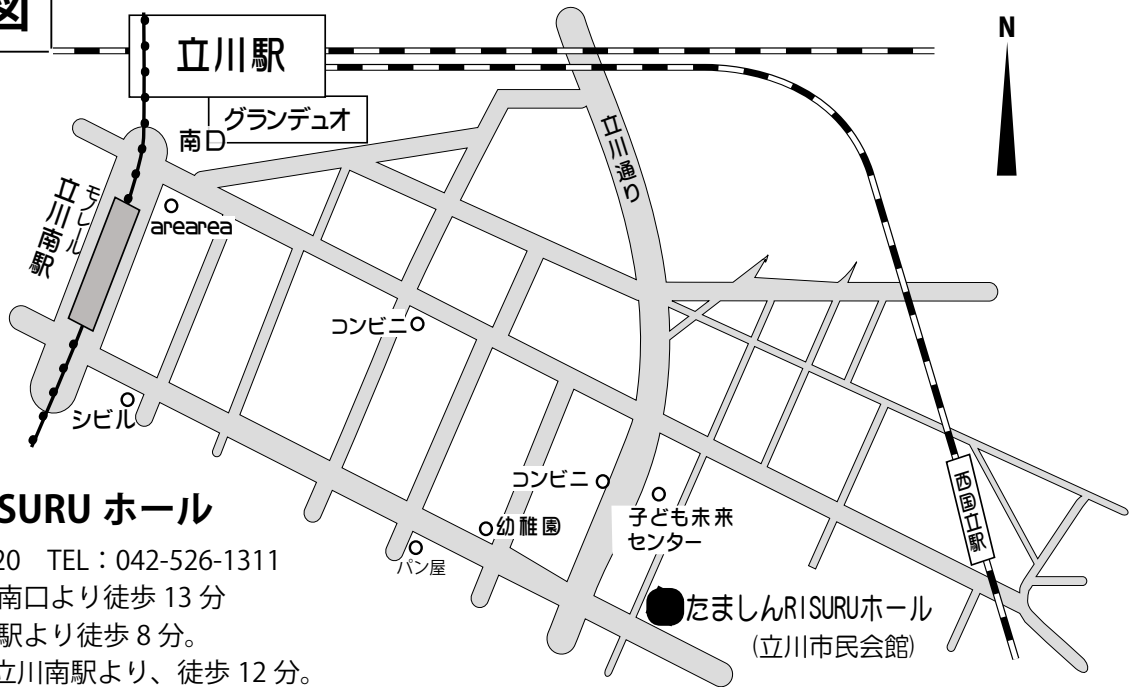 図
立川駅
グランデュオ
南口
N
立川通り
モノレル
立川南駅
arearea
コンビニ
シビル
コンビニ
子ども未来
センター
幼稚園
パン屋
西国立駅
たましんRISURUホール
(立川市民会館)
SURU ホール
20 TEL:042-526-1311
南口より徒歩 13 分
駅より徒歩 8 分。
立川南駅より、徒歩 12 分。